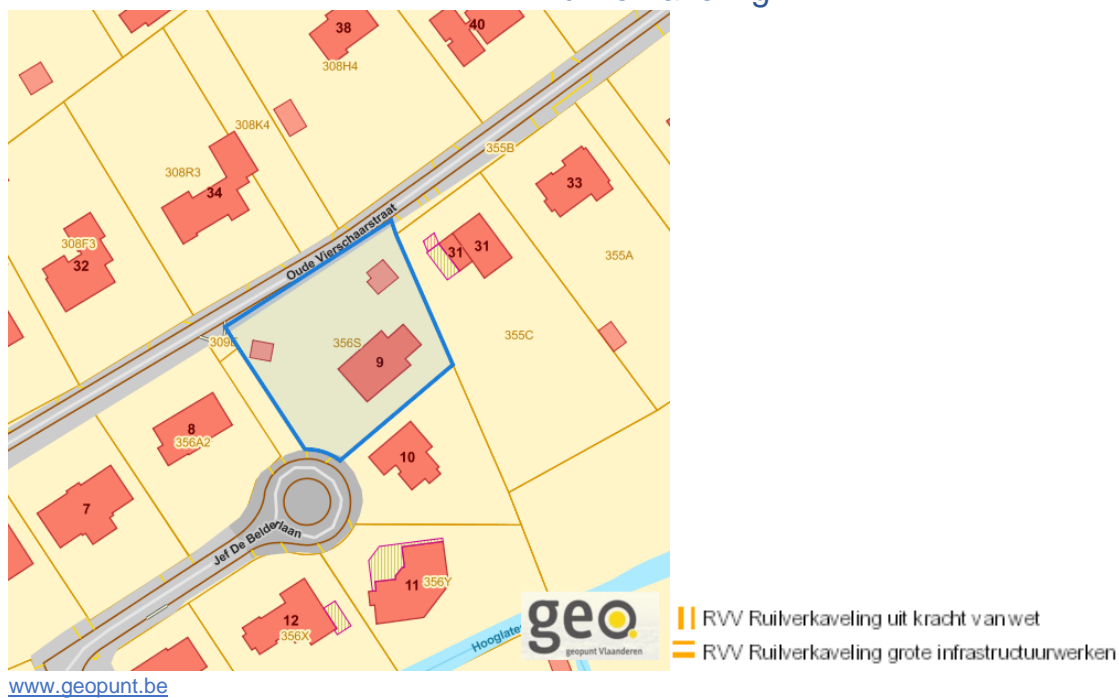 38
40
308H4
308K4
308R3
34
355B
33
308F3
32
Oude Vierschaarstraat
31
31
355A
356S
355C
9
8
356A2
10
7
Jef De Belderlaan
11
356Y
12
356X
geo
geopunt Vlaanderen
RVV Ruilverkaveling uit kracht van wet
RVV Ruilverkaveling grote infrastructuurwerken
www.geopunt.be